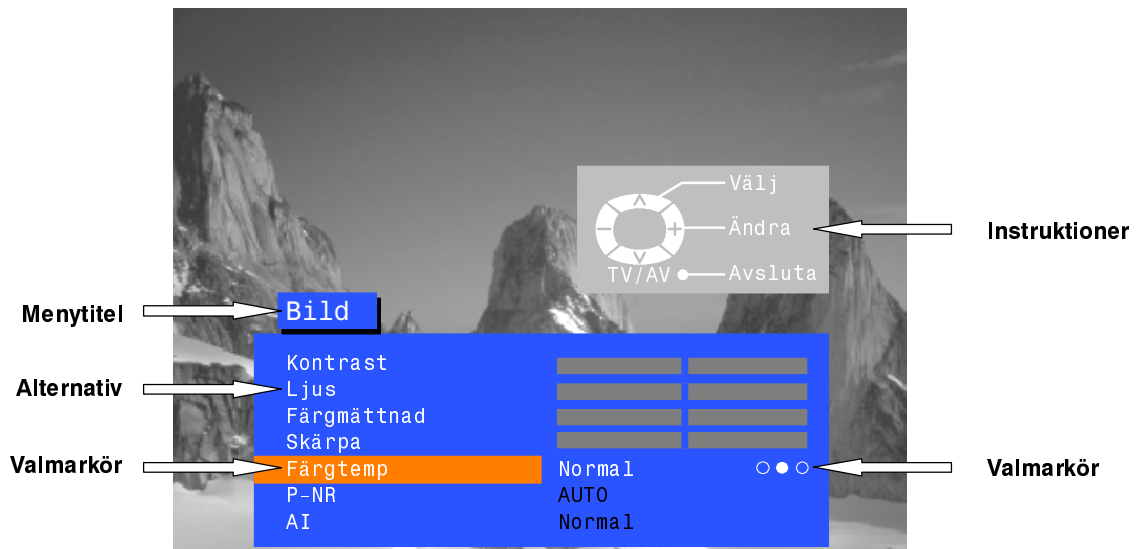 Välj
Ändra
Instruktioner
TV/AV Avsluta
Menytitel
Bild
Kontrast
Alternativ
Ljus
Färgmättnad
Skärpa
Valmarkör
Färgtemp Normal
Valmarkör
P-NR AUTO
AI Normal